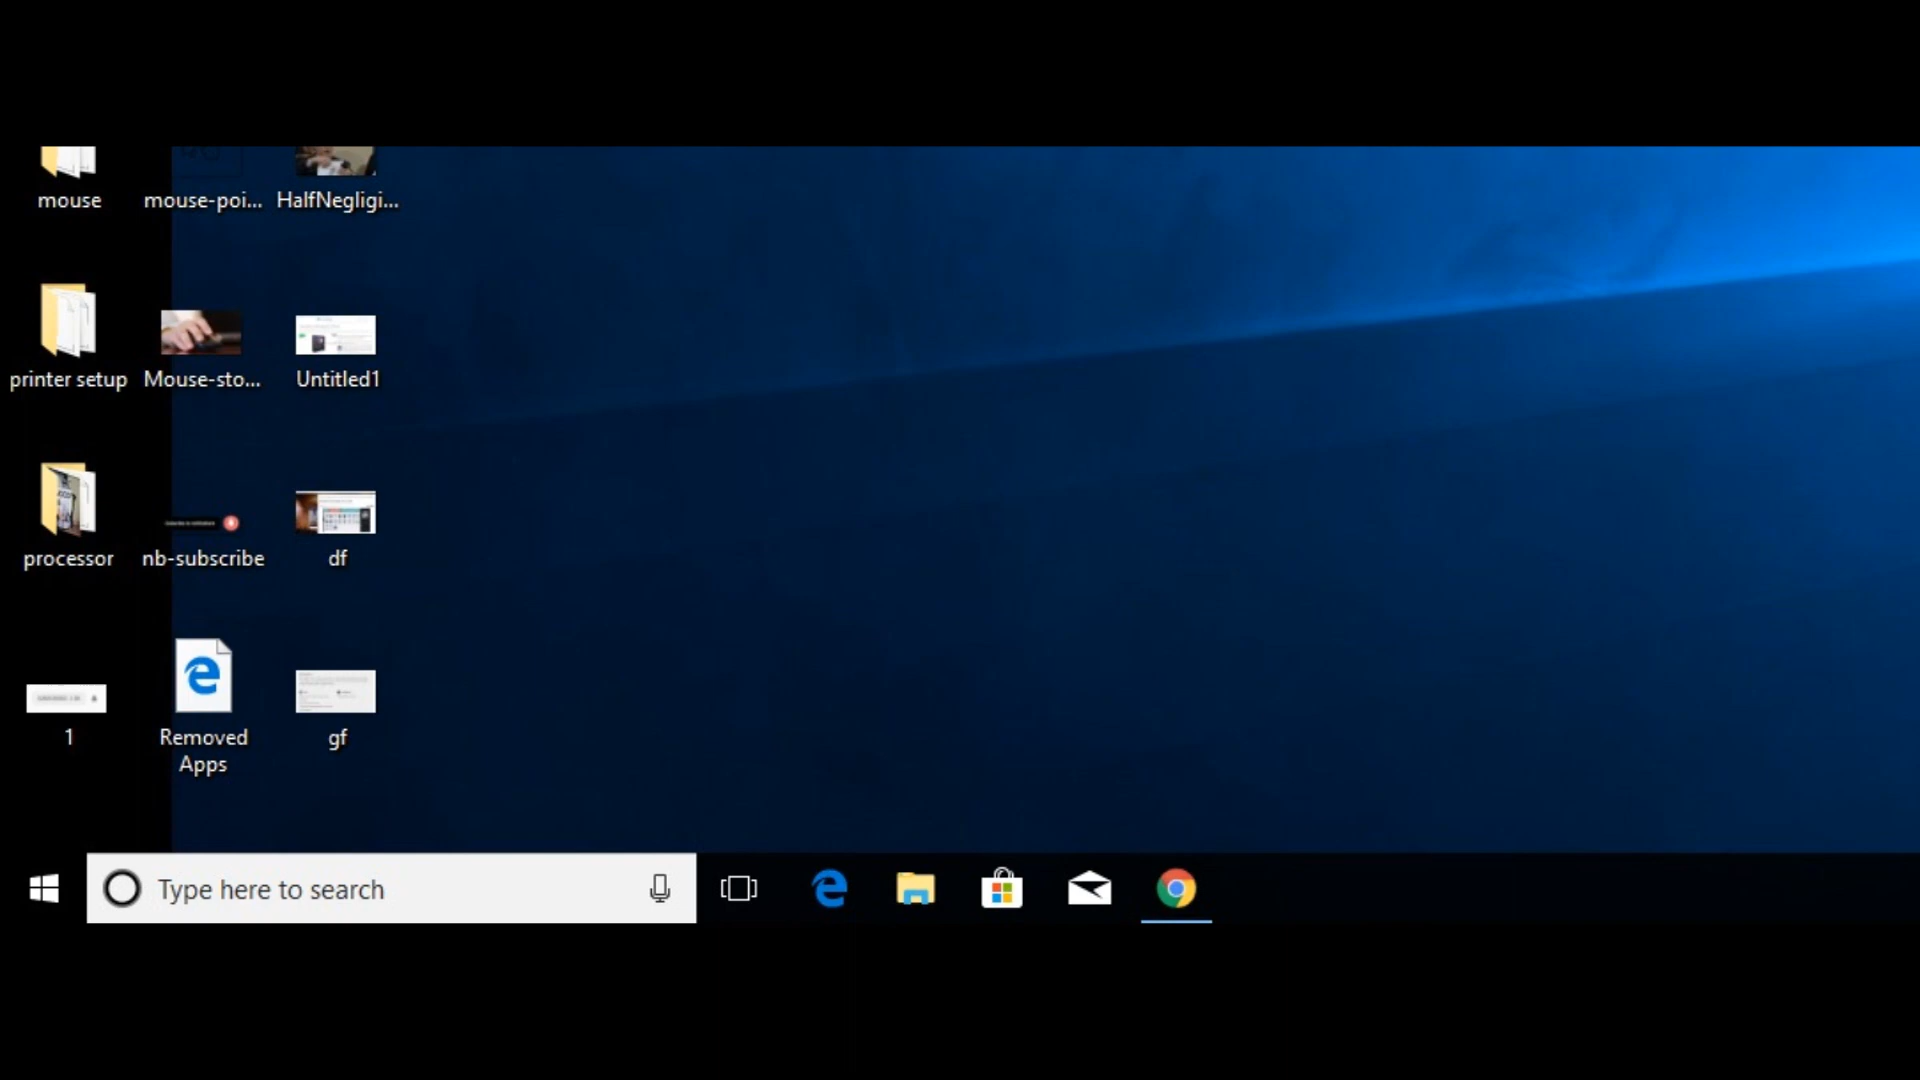 mouse
mouse-poi...
HalfNegligi...
printer setup
Mouse-sto...
Untitled1
processor
nb-subscribe
df
1
Removed
Apps
gf
Type here to search